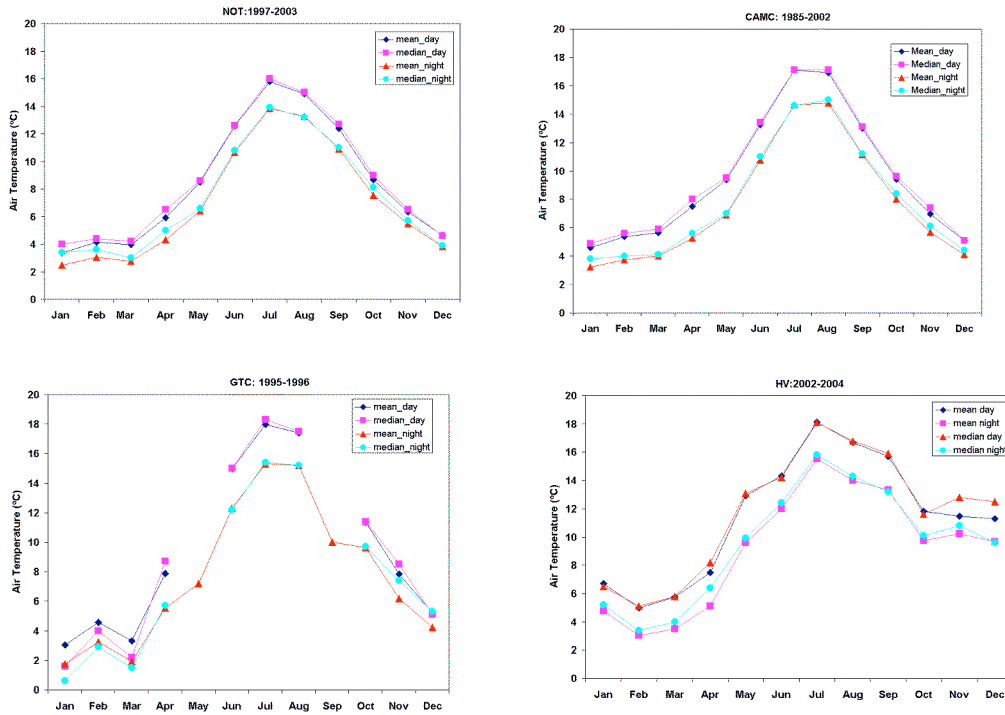 NOT:1997-2003
Air Temperature (°C)
20
18
16
14
12
10
8
6
4
2
0
Jan Feb Mar Apr May Jun Jul Aug Sep Oct Nov Dec
mean_day
median_day
mean_night
median_night
CAMC: 1985-2002
Air Temperature (°C)
20
18
16
14
12
10
8
6
4
2
0
Jan Feb Mar Apr May Jun Jul Aug Sep Oct Nov Dec
Mean_day
Median_day
Mean_night
Median_night
GTC: 1995-1996
Air Temperature (°C)
20
18
16
14
12
10
8
6
4
2
0
Jan Feb Mar Apr May Jun Jul Aug Sep Oct Nov Dec
mean_day
median_day
mean_night
median_night
HV:2002-2004
Air Temperature (°C)
20
18
16
14
12
10
8
6
4
2
0
Jan Feb Mar Apr May Jun Jul Aug Sep Oct Nov Dec
mean day
mean night
median day
median night